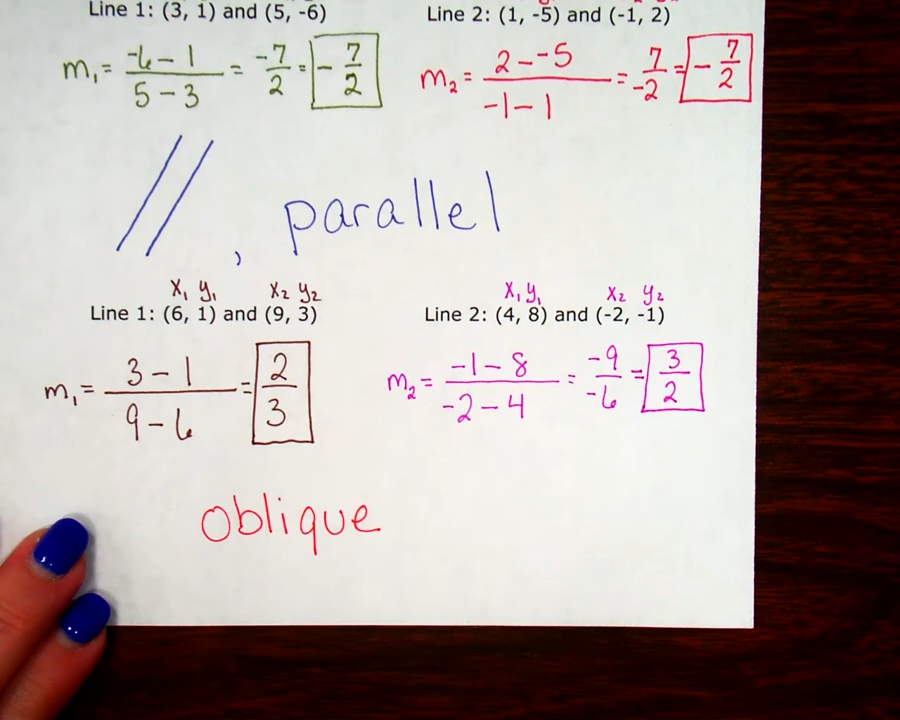 Line 1: (3, 1) and (5, -6) Line 2: (1, -5) and (-1, 2)
m₁ = (-6 - 1)/(5 - 3) = -7/2 = -7/2 m₂ = (2 - -5)/(-1 - 1) = 7/-2 = -7/2
//, parallel
x₁ y₁ x₂ y₂ x₁ y₁ x₂ y₂
Line 1: (6, 1) and (9, 3) Line 2: (4, 8) and (-2, -1)
m₁ = (3 - 1)/(9 - 6) = 2/3 m₂ = (-1 - 8)/(-2 - 4) = -9/-6 = 3/2
oblique